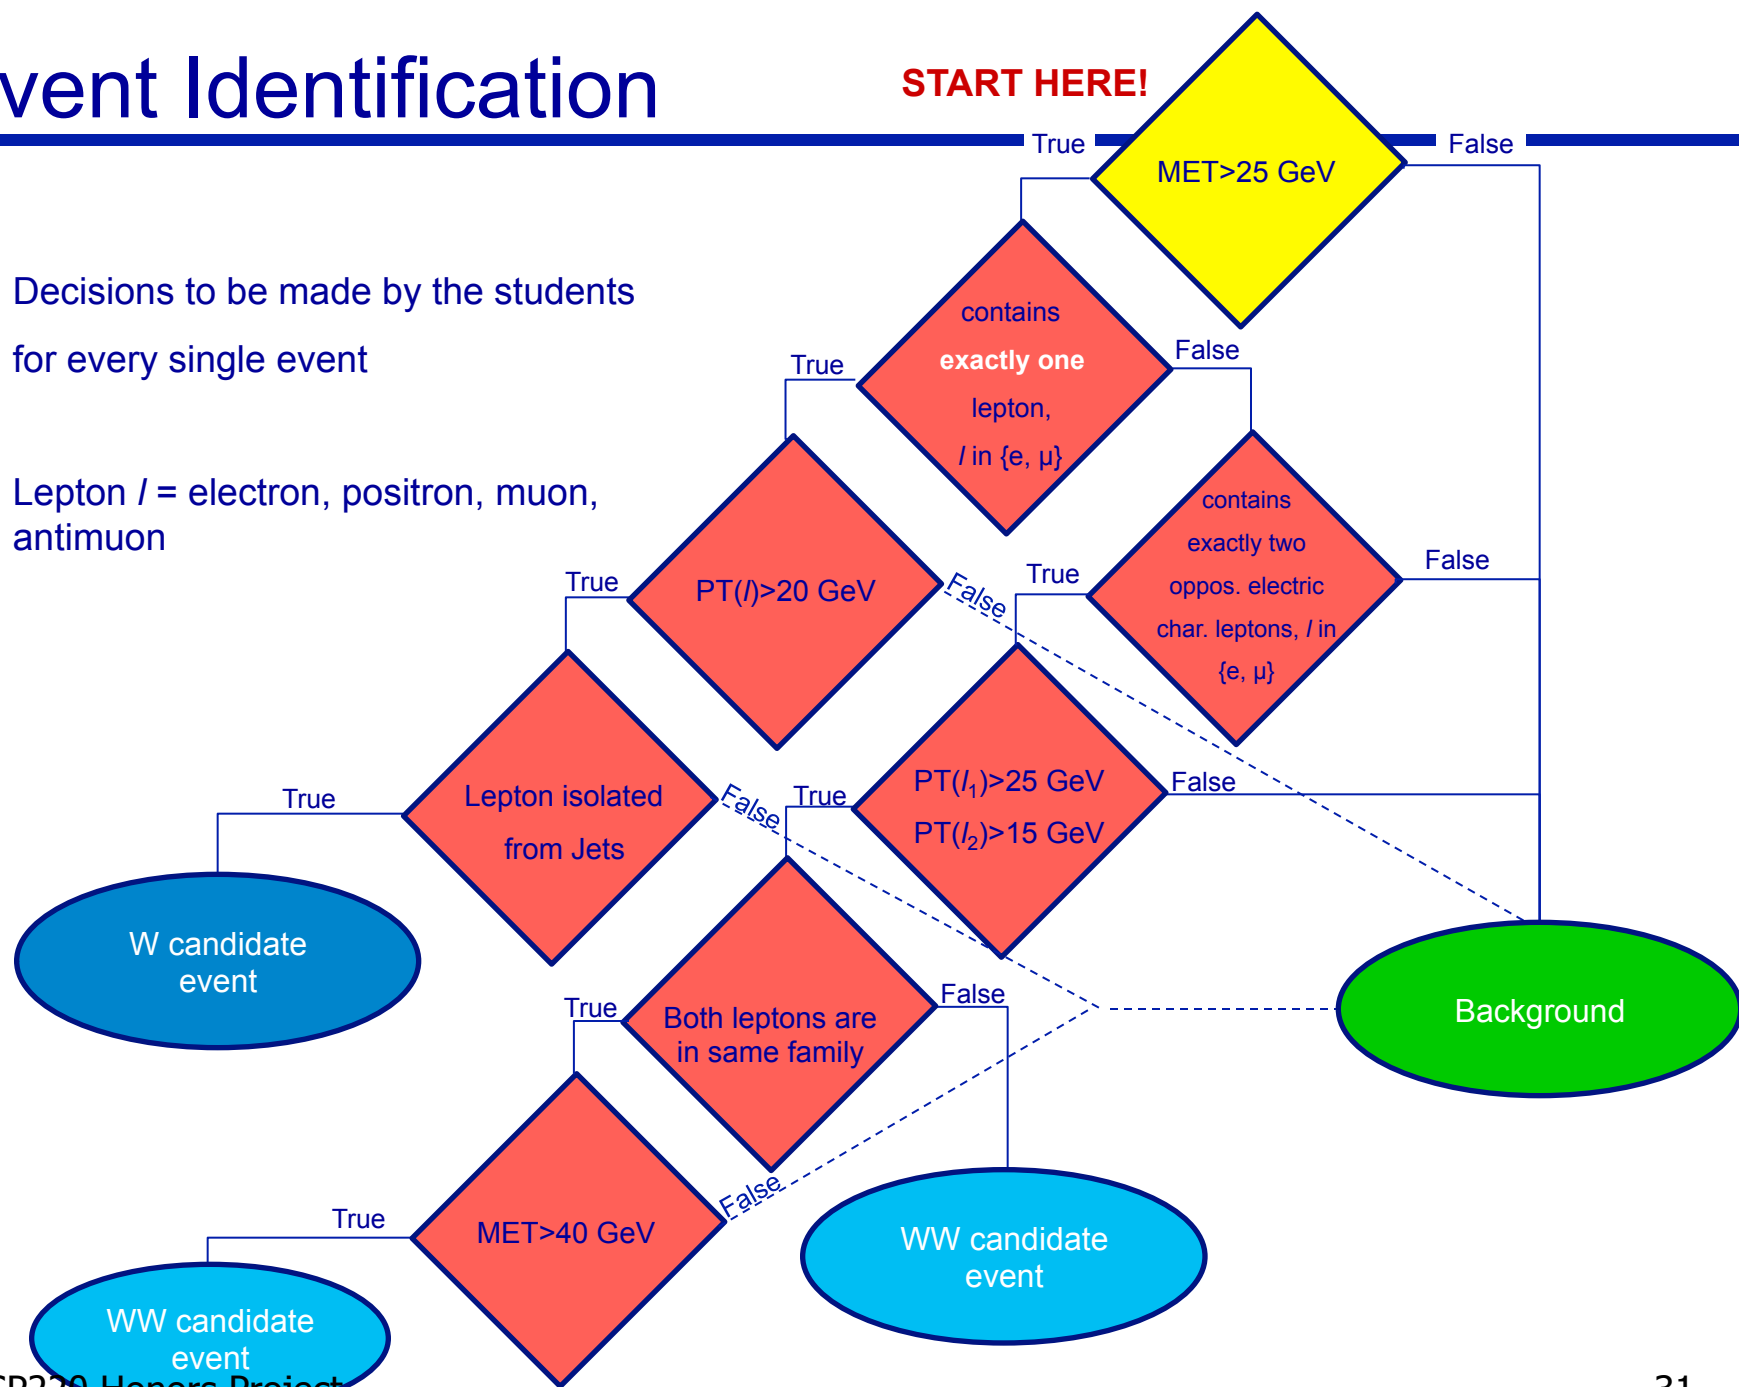 vent Identification
START HERE!
True
MET>25 GeV
False
Decisions to be made by the students
for every single event
Lepton l = electron, positron, muon,
antimuon
True
contains
exactly one
lepton,
l in {e, µ}
False
True
PT(l)>20 GeV
False
True
contains
exactly two
oppos. electric
char. leptons, l in
{e, µ}
False
True
Lepton isolated
from Jets
False
True
PT(l1)>25 GeV
PT(l2)>15 GeV
False
W candidate
event
True
Both leptons are
in same family
False
Background
True
MET>40 GeV
False
WW candidate
event
WW candidate
event
SP220 Honors Project
31